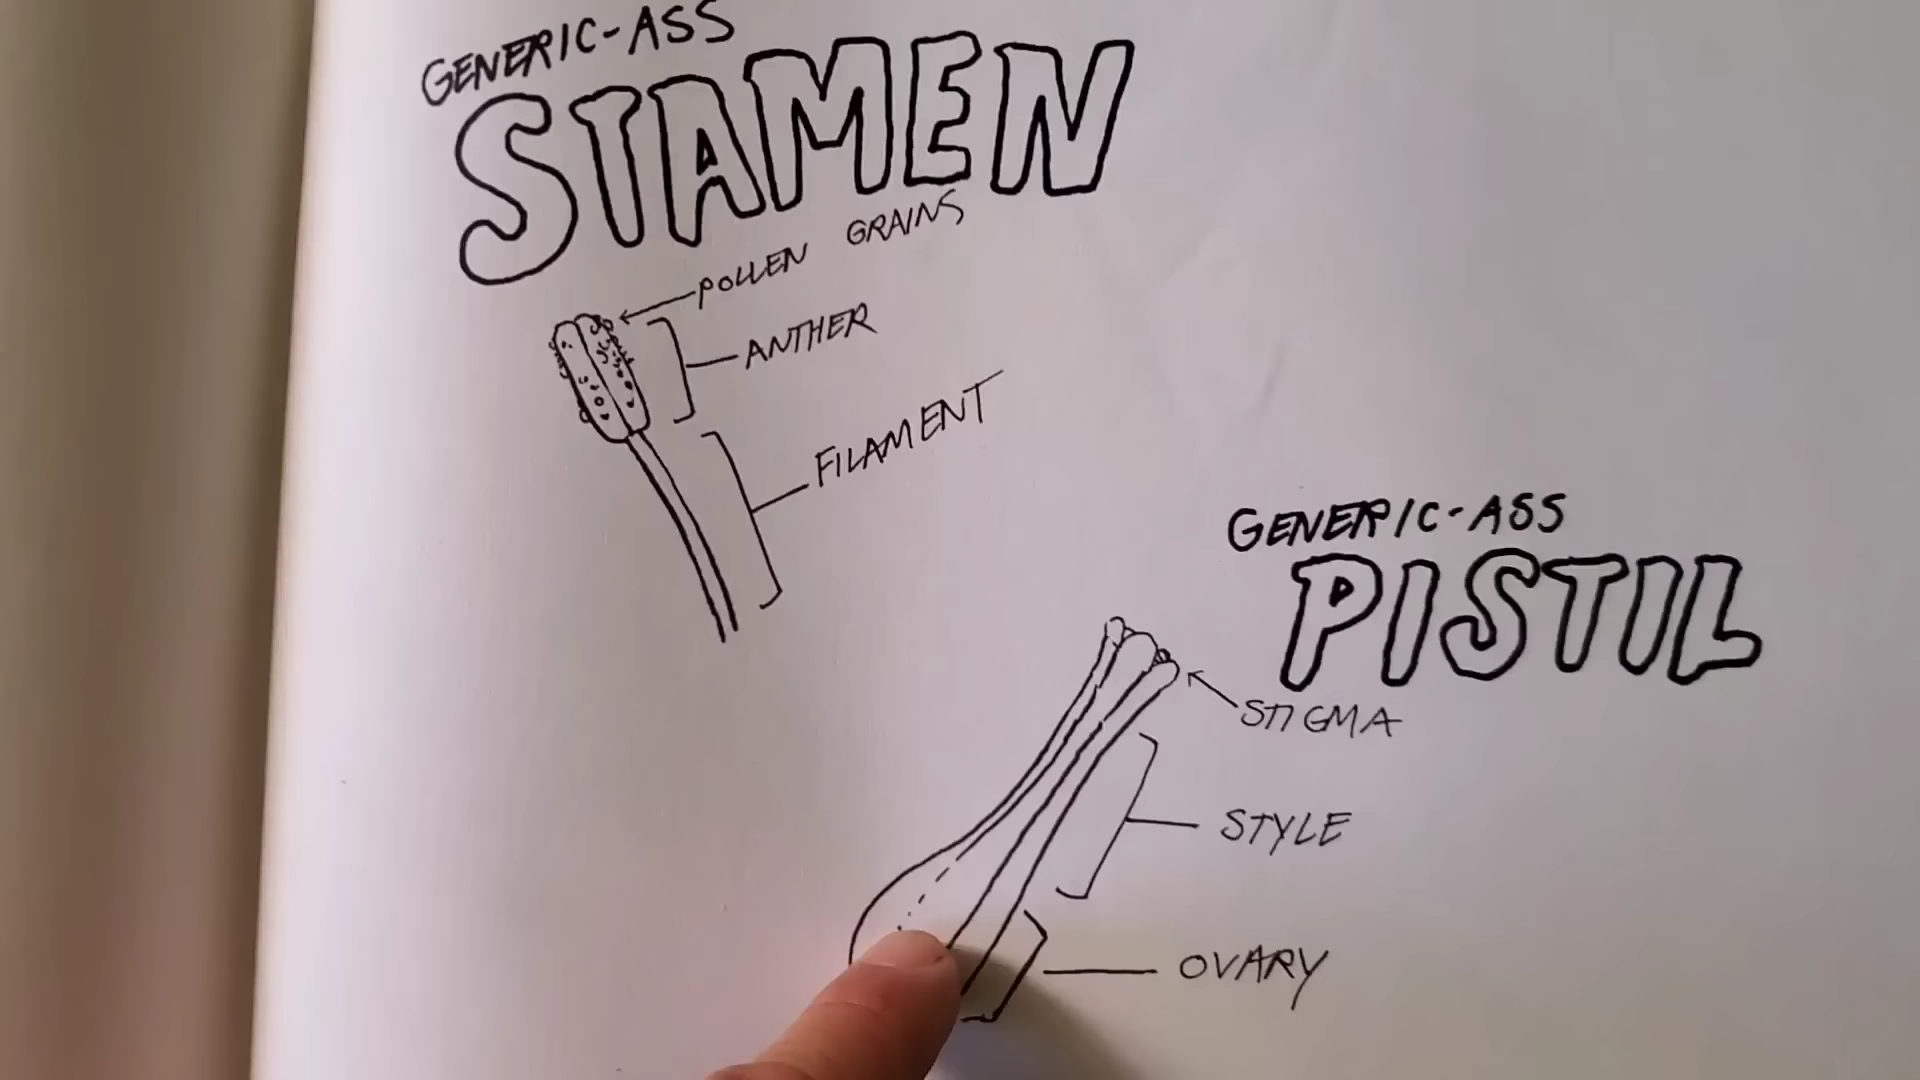 GENERIC-ASS
STAMEN
POLLEN GRAINS
ANTHER
FILAMENT
GENERIC-ASS
PISTIL
STIGMA
STYLE
OVARY